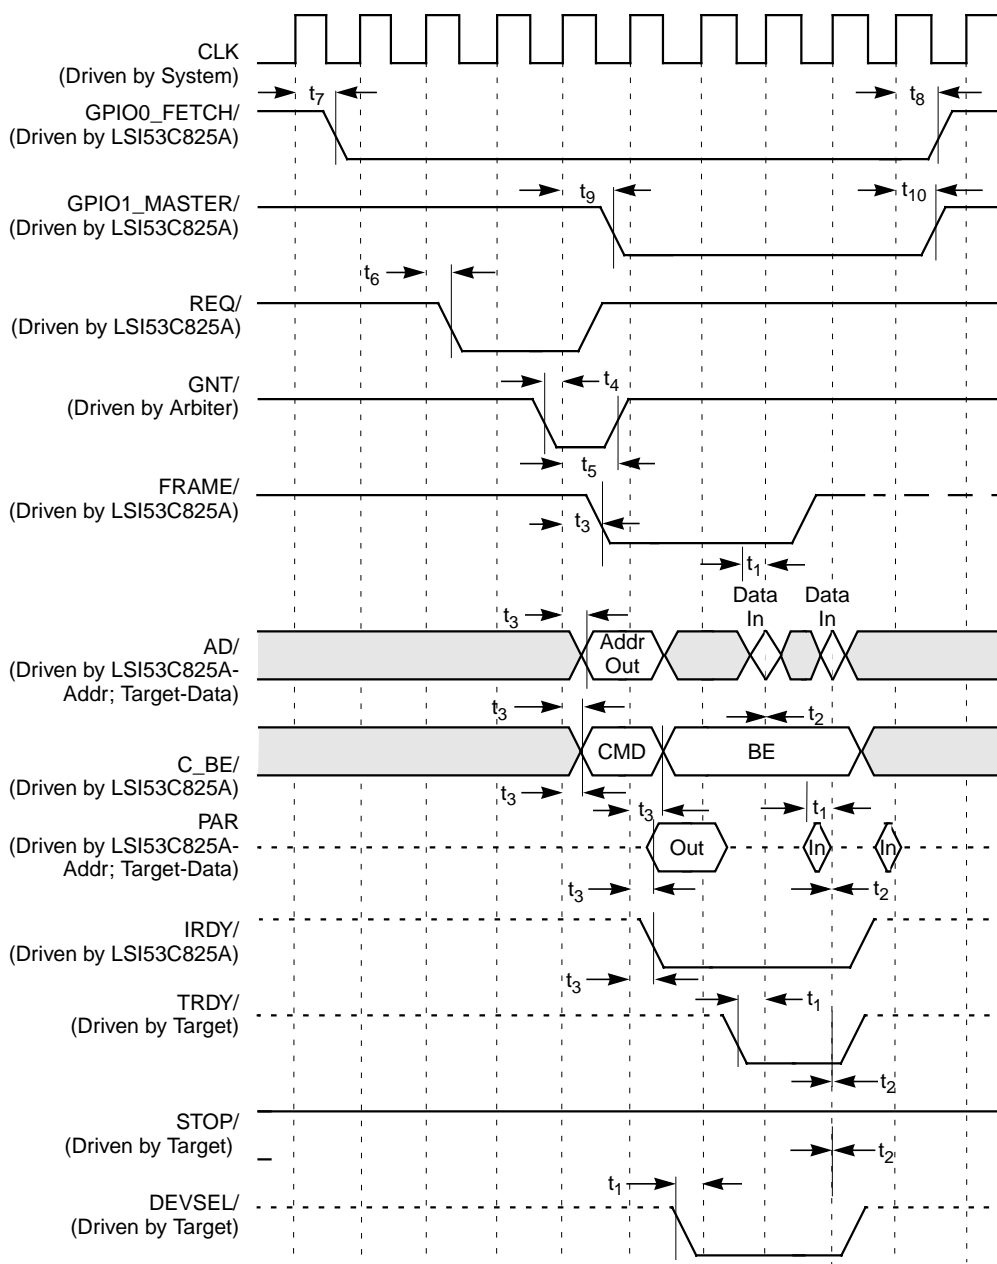 CLK
(Driven by System)
t7
t8
GPIO0_FETCH/
(Driven by LSI53C825A)
t9
t10
GPIO1_MASTER/
(Driven by LSI53C825A)
t6
REQ/
(Driven by LSI53C825A)
t4
GNT/
(Driven by Arbiter)
t5
FRAME/
(Driven by LSI53C825A)
t3
t1
Data
In
Data
In
t3
AD/
(Driven by LSI53C825A-
Addr; Target-Data)
Addr
Out
t3
t2
C_BE/
(Driven by LSI53C825A)
CMD
BE
t3
t3
t1
PAR
(Driven by LSI53C825A-
Addr; Target-Data)
Out
In
In
t3
t2
IRDY/
(Driven by LSI53C825A)
t3
TRDY/
(Driven by Target)
t1
t2
STOP/
(Driven by Target)
t2
t1
DEVSEL/
(Driven by Target)